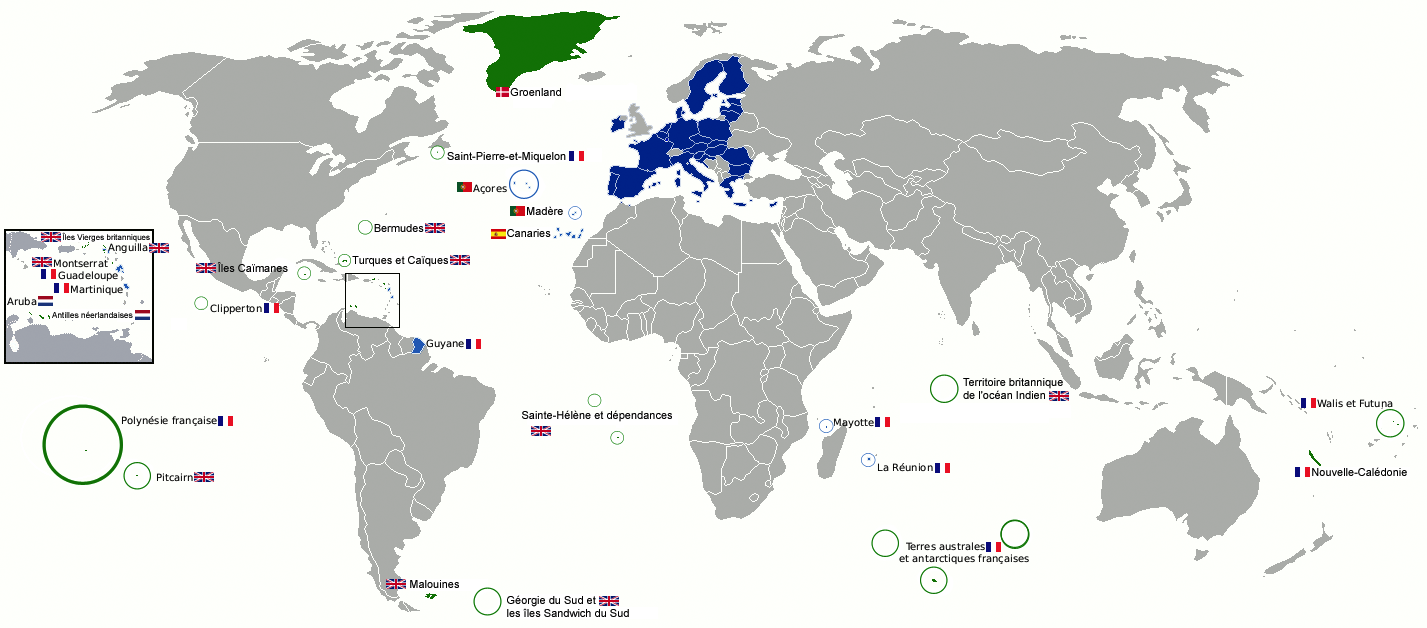 Groenland
Saint-Pierre-et-Miquelon
Açores
Madère
Canaries
Bermudes
Îles Vierges britanniques
Anguilla
Montserrat
Guadeloupe
Martinique
Aruba
Antilles néerlandaises
Îles Caïmanes
Turques et Caïques
Clipperton
Guyane
Territoire britannique
de l'océan Indien
Walis et Futuna
Sainte-Hélène et dépendances
Polynésie française
Mayotte
Pitcairn
La Réunion
Nouvelle-Calédonie
Terres australes
et antarctiques françaises
Malouines
Géorgie du Sud et
les îles Sandwich du Sud